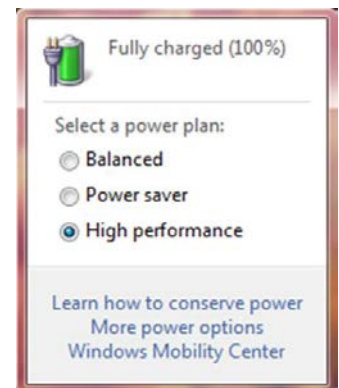 Fully charged (100%)
Select a power plan:
Balanced
Power saver
High performance
Learn how to conserve power
More power options
Windows Mobility Center